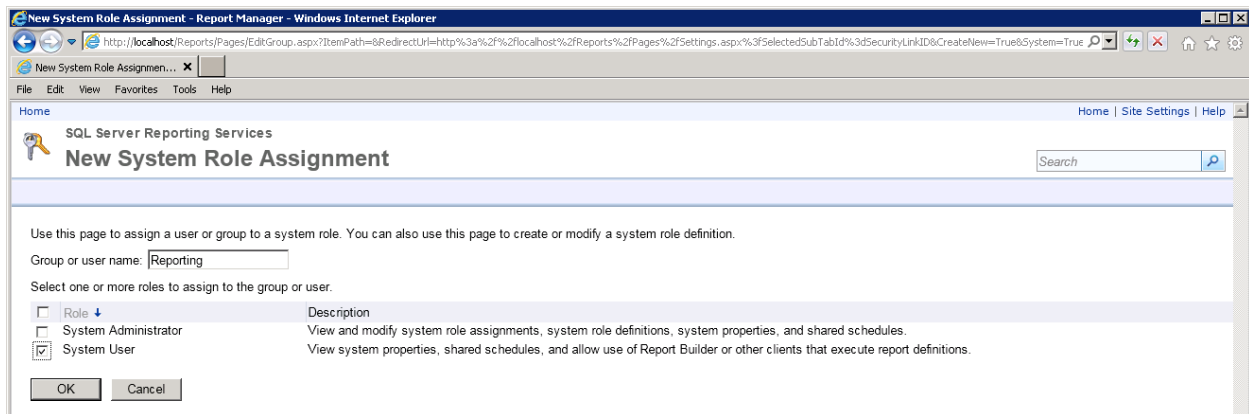 New System Role Assignment - Report Manager - Windows Internet Explorer
http://localhost/Reports/Pages/EditGroup.aspx?ItemPath=&RedirectUrl=http%3a%2f%2flocalhost%2fReports%2fPages%2fSettings.aspx%3fSelectedSubTabId%3dSecurityLinkID&CreateNew=True&System=True
New System Role Assignmen...
File Edit View Favorites Tools Help
Home Home | Site Settings | Help
SQL Server Reporting Services
New System Role Assignment
Search
Use this page to assign a user or group to a system role. You can also use this page to create or modify a system role definition.
Group or user name: Reporting
Select one or more roles to assign to the group or user.
Role Description
System Administrator View and modify system role assignments, system role definitions, system properties, and shared schedules.
System User View system properties, shared schedules, and allow use of Report Builder or other clients that execute report definitions.
OK Cancel